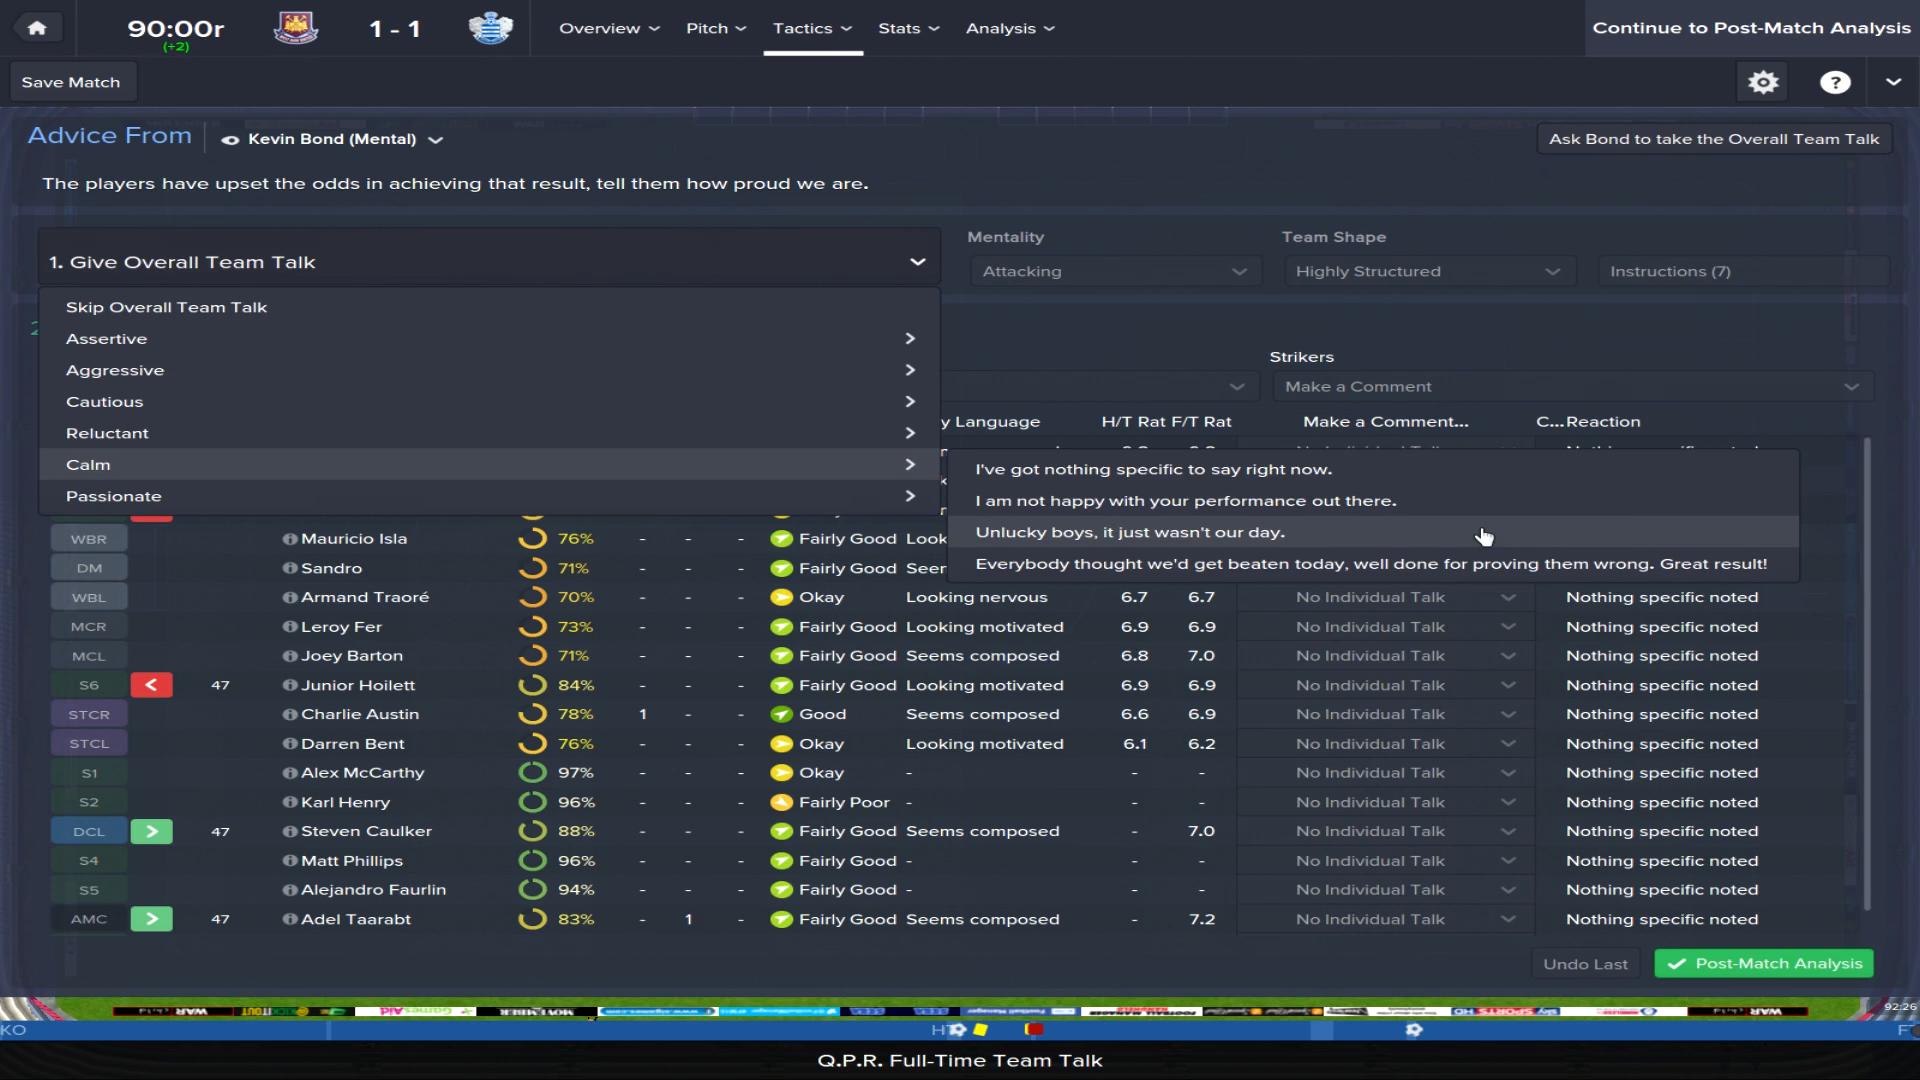 90:00r
(+2)
1 - 1
Overview
Pitch
Tactics
Stats
Analysis
Continue to Post-Match Analysis
Save Match
?
Advice From
Kevin Bond (Mental)
Ask Bond to take the Overall Team Talk
The players have upset the odds in achieving that result, tell them how proud we are.
1. Give Overall Team Talk
Mentality
Attacking
Team Shape
Highly Structured
Instructions (7)
Skip Overall Team Talk
Assertive
Aggressive
Cautious
Reluctant
Calm
Passionate
Strikers
Make a Comment
y Language H/T Rat F/T Rat Make a Comment... C... Reaction
I've got nothing specific to say right now.
I am not happy with your performance out there.
Unlucky boys, it just wasn't our day.
Everybody thought we'd get beaten today, well done for proving them wrong. Great result!
WBR Mauricio Isla 76% - - - Fairly Good Look
DM Sandro 71% - - - Fairly Good Seer
WBL Armand Traoré 70% - - - Okay Looking nervous 6.7 6.7 No Individual Talk Nothing specific noted
MCR Leroy Fer 73% - - - Fairly Good Looking motivated 6.9 6.9 No Individual Talk Nothing specific noted
MCL Joey Barton 71% - - - Fairly Good Seems composed 6.8 7.0 No Individual Talk Nothing specific noted
S6 47 Junior Hoilett 84% - - - Fairly Good Looking motivated 6.9 6.9 No Individual Talk Nothing specific noted
STCR Charlie Austin 78% 1 - - Good Seems composed 6.6 6.9 No Individual Talk Nothing specific noted
STCL Darren Bent 76% - - - Okay Looking motivated 6.1 6.2 No Individual Talk Nothing specific noted
S1 Alex McCarthy 97% - - - Okay - - - No Individual Talk Nothing specific noted
S2 Karl Henry 96% - - - Fairly Poor - - - No Individual Talk Nothing specific noted
DCL 47 Steven Caulker 88% - - - Fairly Good Seems composed - 7.0 No Individual Talk Nothing specific noted
S4 Matt Phillips 96% - - - Fairly Good - - - No Individual Talk Nothing specific noted
S5 Alejandro Faurlin 94% - - - Fairly Good - - - No Individual Talk Nothing specific noted
AMC 47 Adel Taarabt 83% - 1 - Fairly Good Seems composed - 7.2 No Individual Talk Nothing specific noted
Undo Last
Post-Match Analysis
92:26
KO
HT
Q.P.R. Full-Time Team Talk